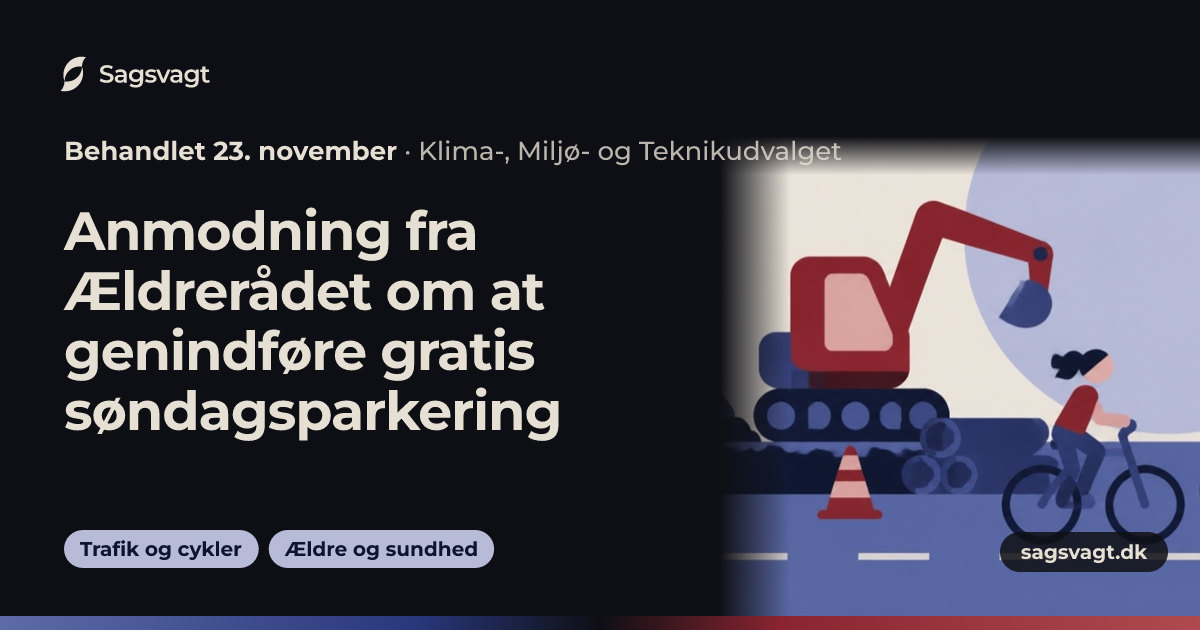 Sagsvagt
Behandlet 23. november · Klima-, Miljø- og Teknikudvalget
Anmodning fra
Ældrerådet om at
genindføre gratis
søndagsparkering
Trafik og cykler
Ældre og sundhed
sagsvagt.dk